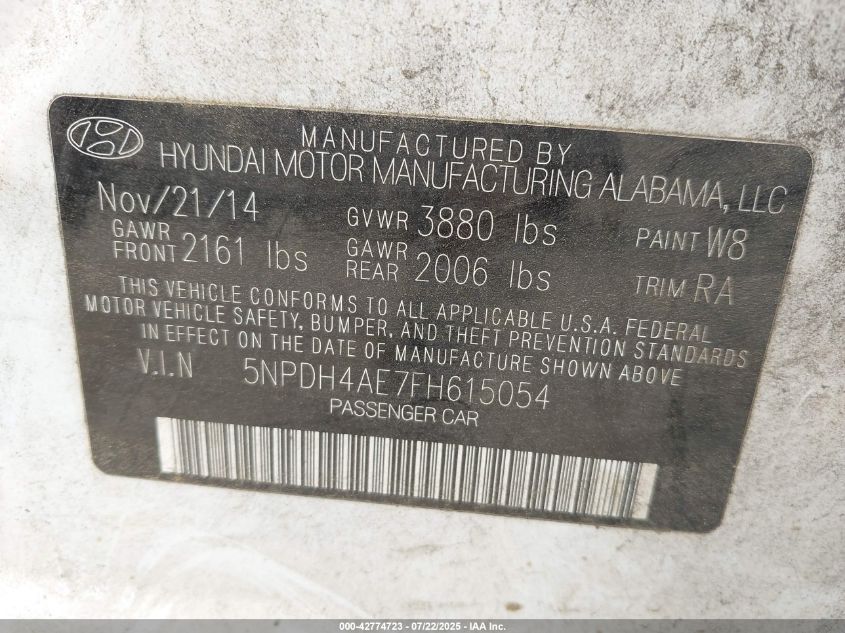 MANUFACTURED BY
HYUNDAI MOTOR MANUFACTURING ALABAMA, LLC
Nov/21/14 GVWR 3880 lbs PAINT W8
GAWR FRONT 2161 lbs GAWR REAR 2006 lbs TRIM RA
THIS VEHICLE CONFORMS TO ALL APPLICABLE U.S.A. FEDERAL
MOTOR VEHICLE SAFETY, BUMPER, AND THEFT PREVENTION STANDARDS
IN EFFECT ON THE DATE OF MANUFACTURE SHOWN ABOVE
V.I.N 5NPDH4AE7FH615054
PASSENGER CAR
000-42774723 - 07/22/2025 - IAA Inc.